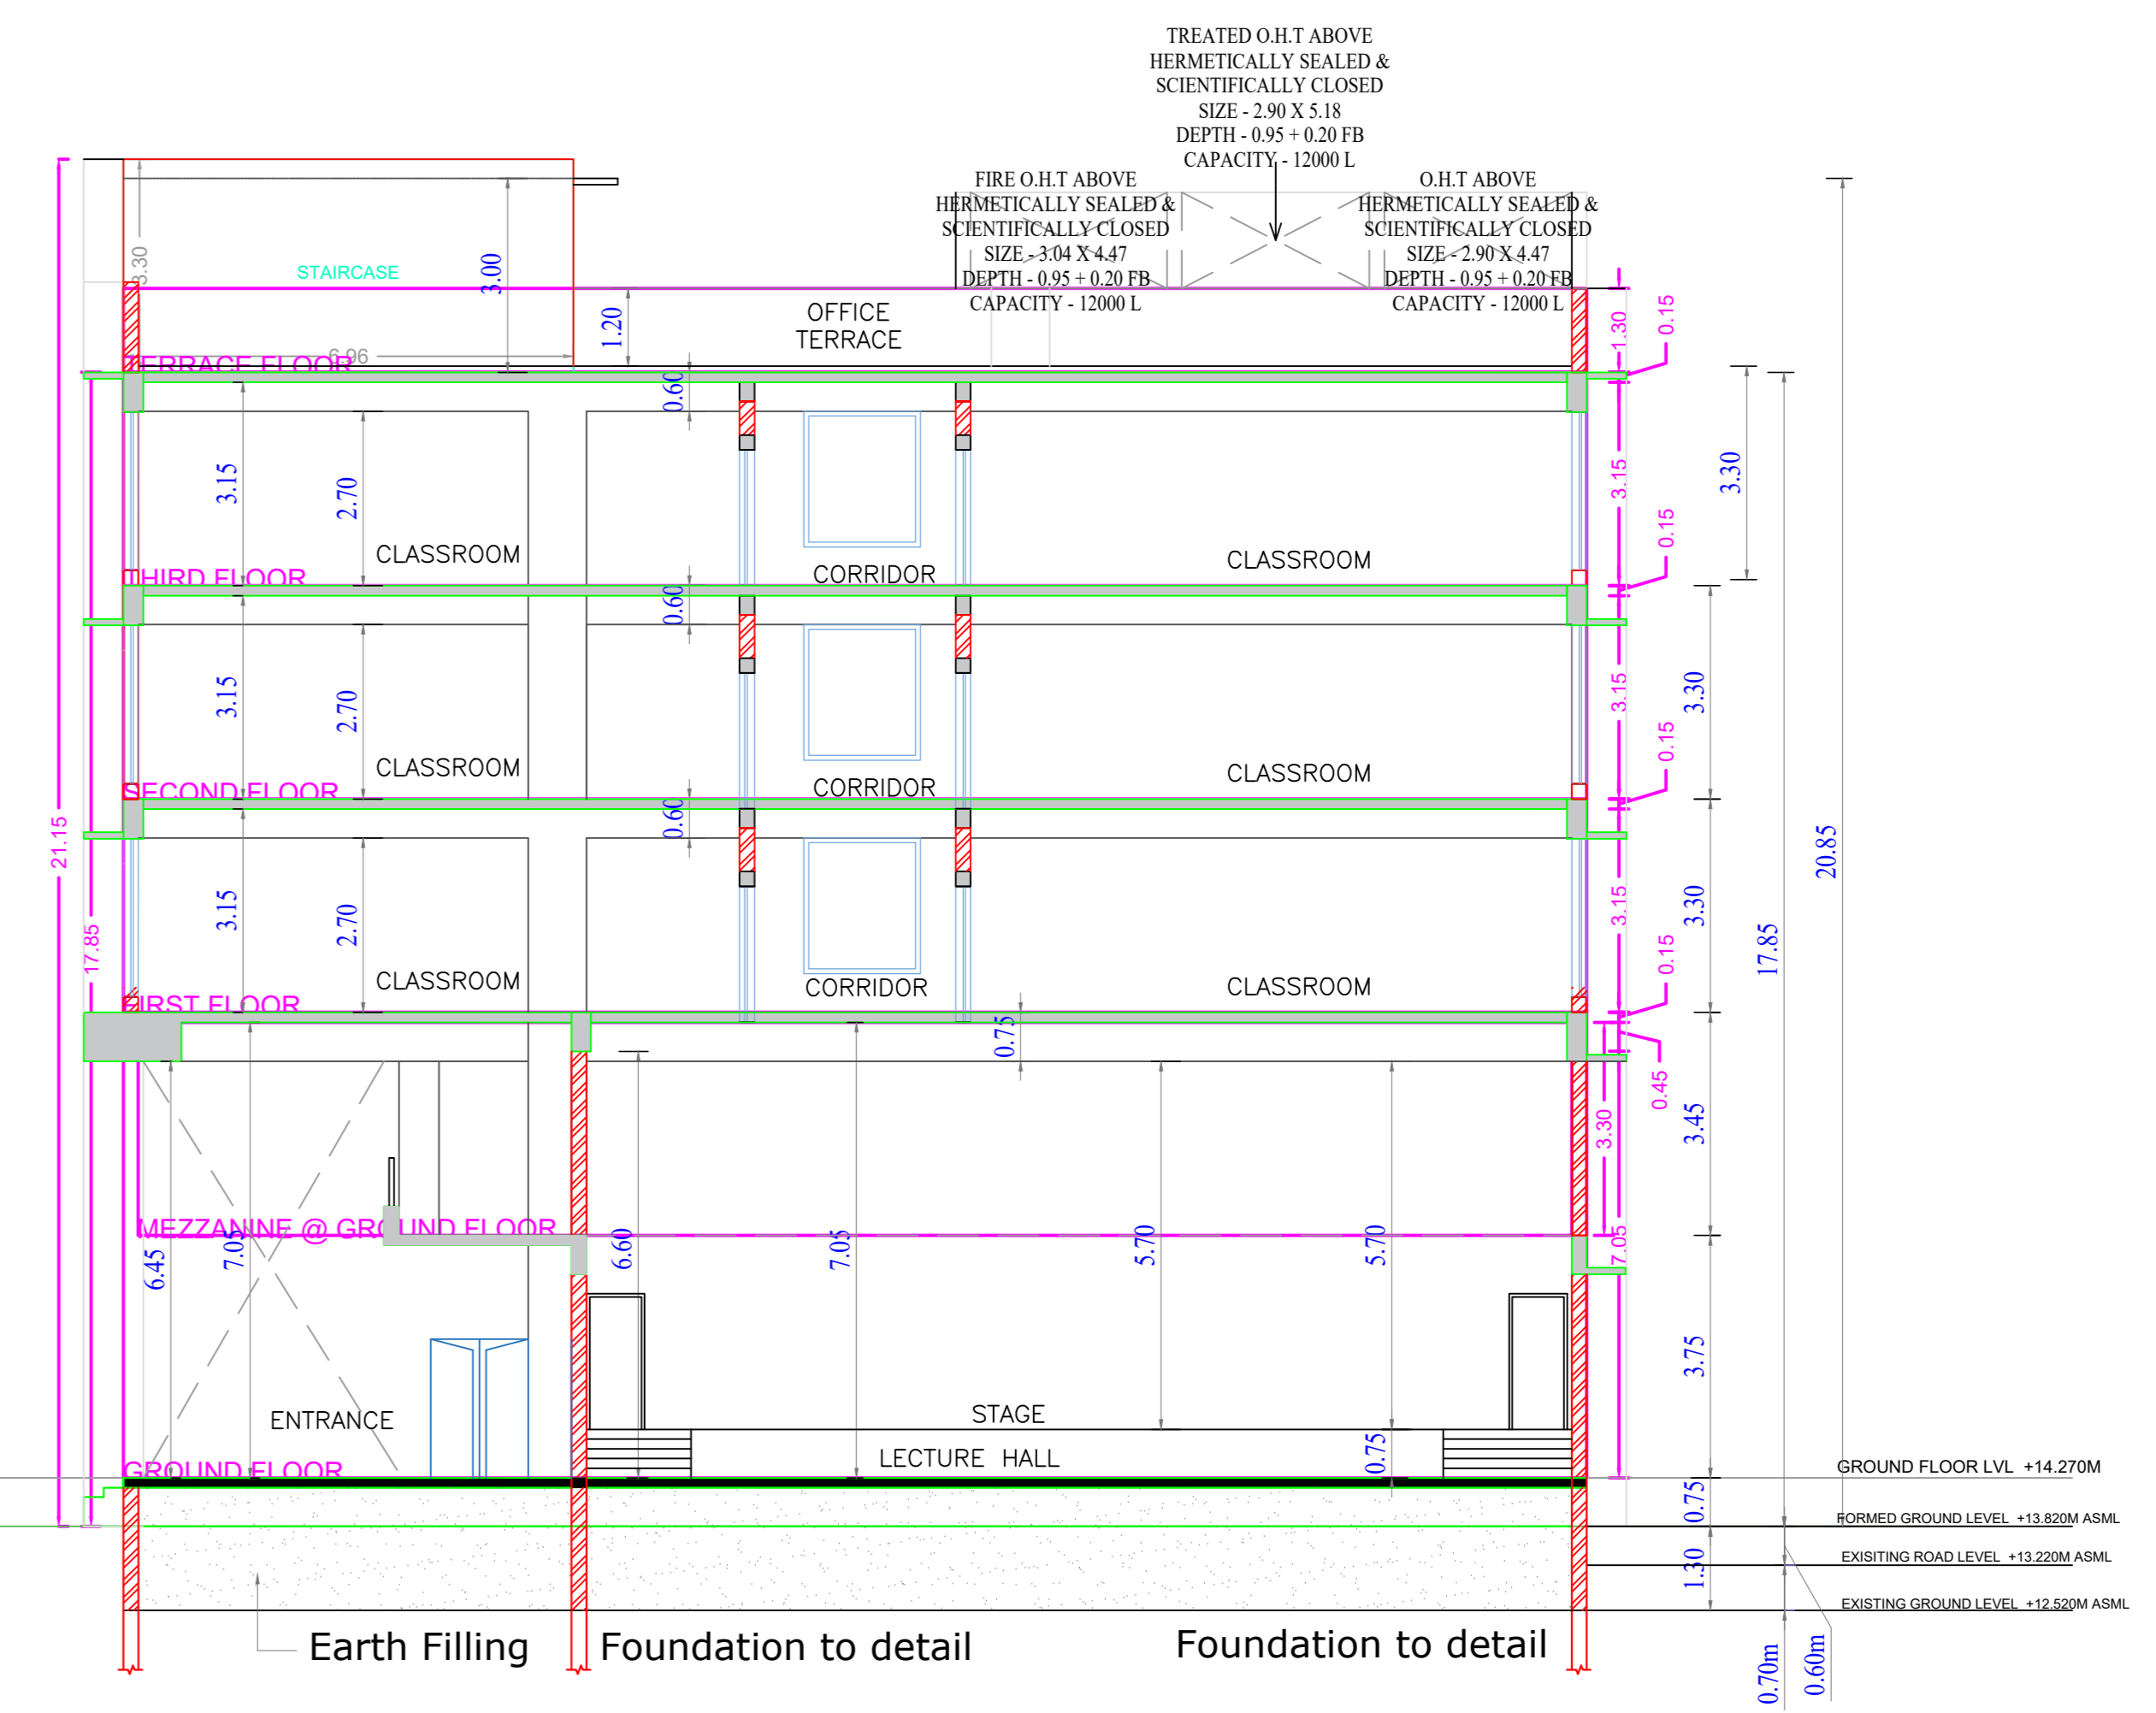 TREATED O.H.T ABOVE
HERMETICALLY SEALED &
SCIENTIFICALLY CLOSED
SIZE - 2.90 X 5.18
DEPTH - 0.95 + 0.20 FB
CAPACITY - 12000 L
FIRE O.H.T ABOVE
HERMETICALLY SEALED &
SCIENTIFICALLY CLOSED
SIZE - 3.04 X 4.47
DEPTH - 0.95 + 0.20 FB
CAPACITY - 12000 L
O.H.T ABOVE
HERMETICALLY SEALED &
SCIENTIFICALLY CLOSED
SIZE - 2.90 X 4.47
DEPTH - 0.95 + 0.20 FB
CAPACITY - 12000 L
3.30
STAIRCASE
3.00
1.20
OFFICE
TERRACE
1.30
0.15
6.96
TERRACE FLOOR
0.60
3.15
2.70
CLASSROOM
CORRIDOR
CLASSROOM
3.15
0.15
3.30
THIRD FLOOR
0.60
3.15
2.70
CLASSROOM
CORRIDOR
CLASSROOM
3.15
0.15
3.30
SECOND FLOOR
0.60
3.15
2.70
CLASSROOM
CORRIDOR
CLASSROOM
3.15
0.15
3.30
21.15
17.85
17.85
20.85
FIRST FLOOR
0.75
0.45
3.30
3.45
MEZZANINE @ GROUND FLOOR
6.45
7.05
6.60
7.05
5.70
5.70
7.05
3.75
ENTRANCE
STAGE
LECTURE HALL
0.75
GROUND FLOOR
GROUND FLOOR LVL +14.270M
0.75
FORMED GROUND LEVEL +13.820M ASML
EXISITING ROAD LEVEL +13.220M ASML
1.30
EXISTING GROUND LEVEL +12.520M ASML
Earth Filling
Foundation to detail
Foundation to detail
0.70m
0.60m